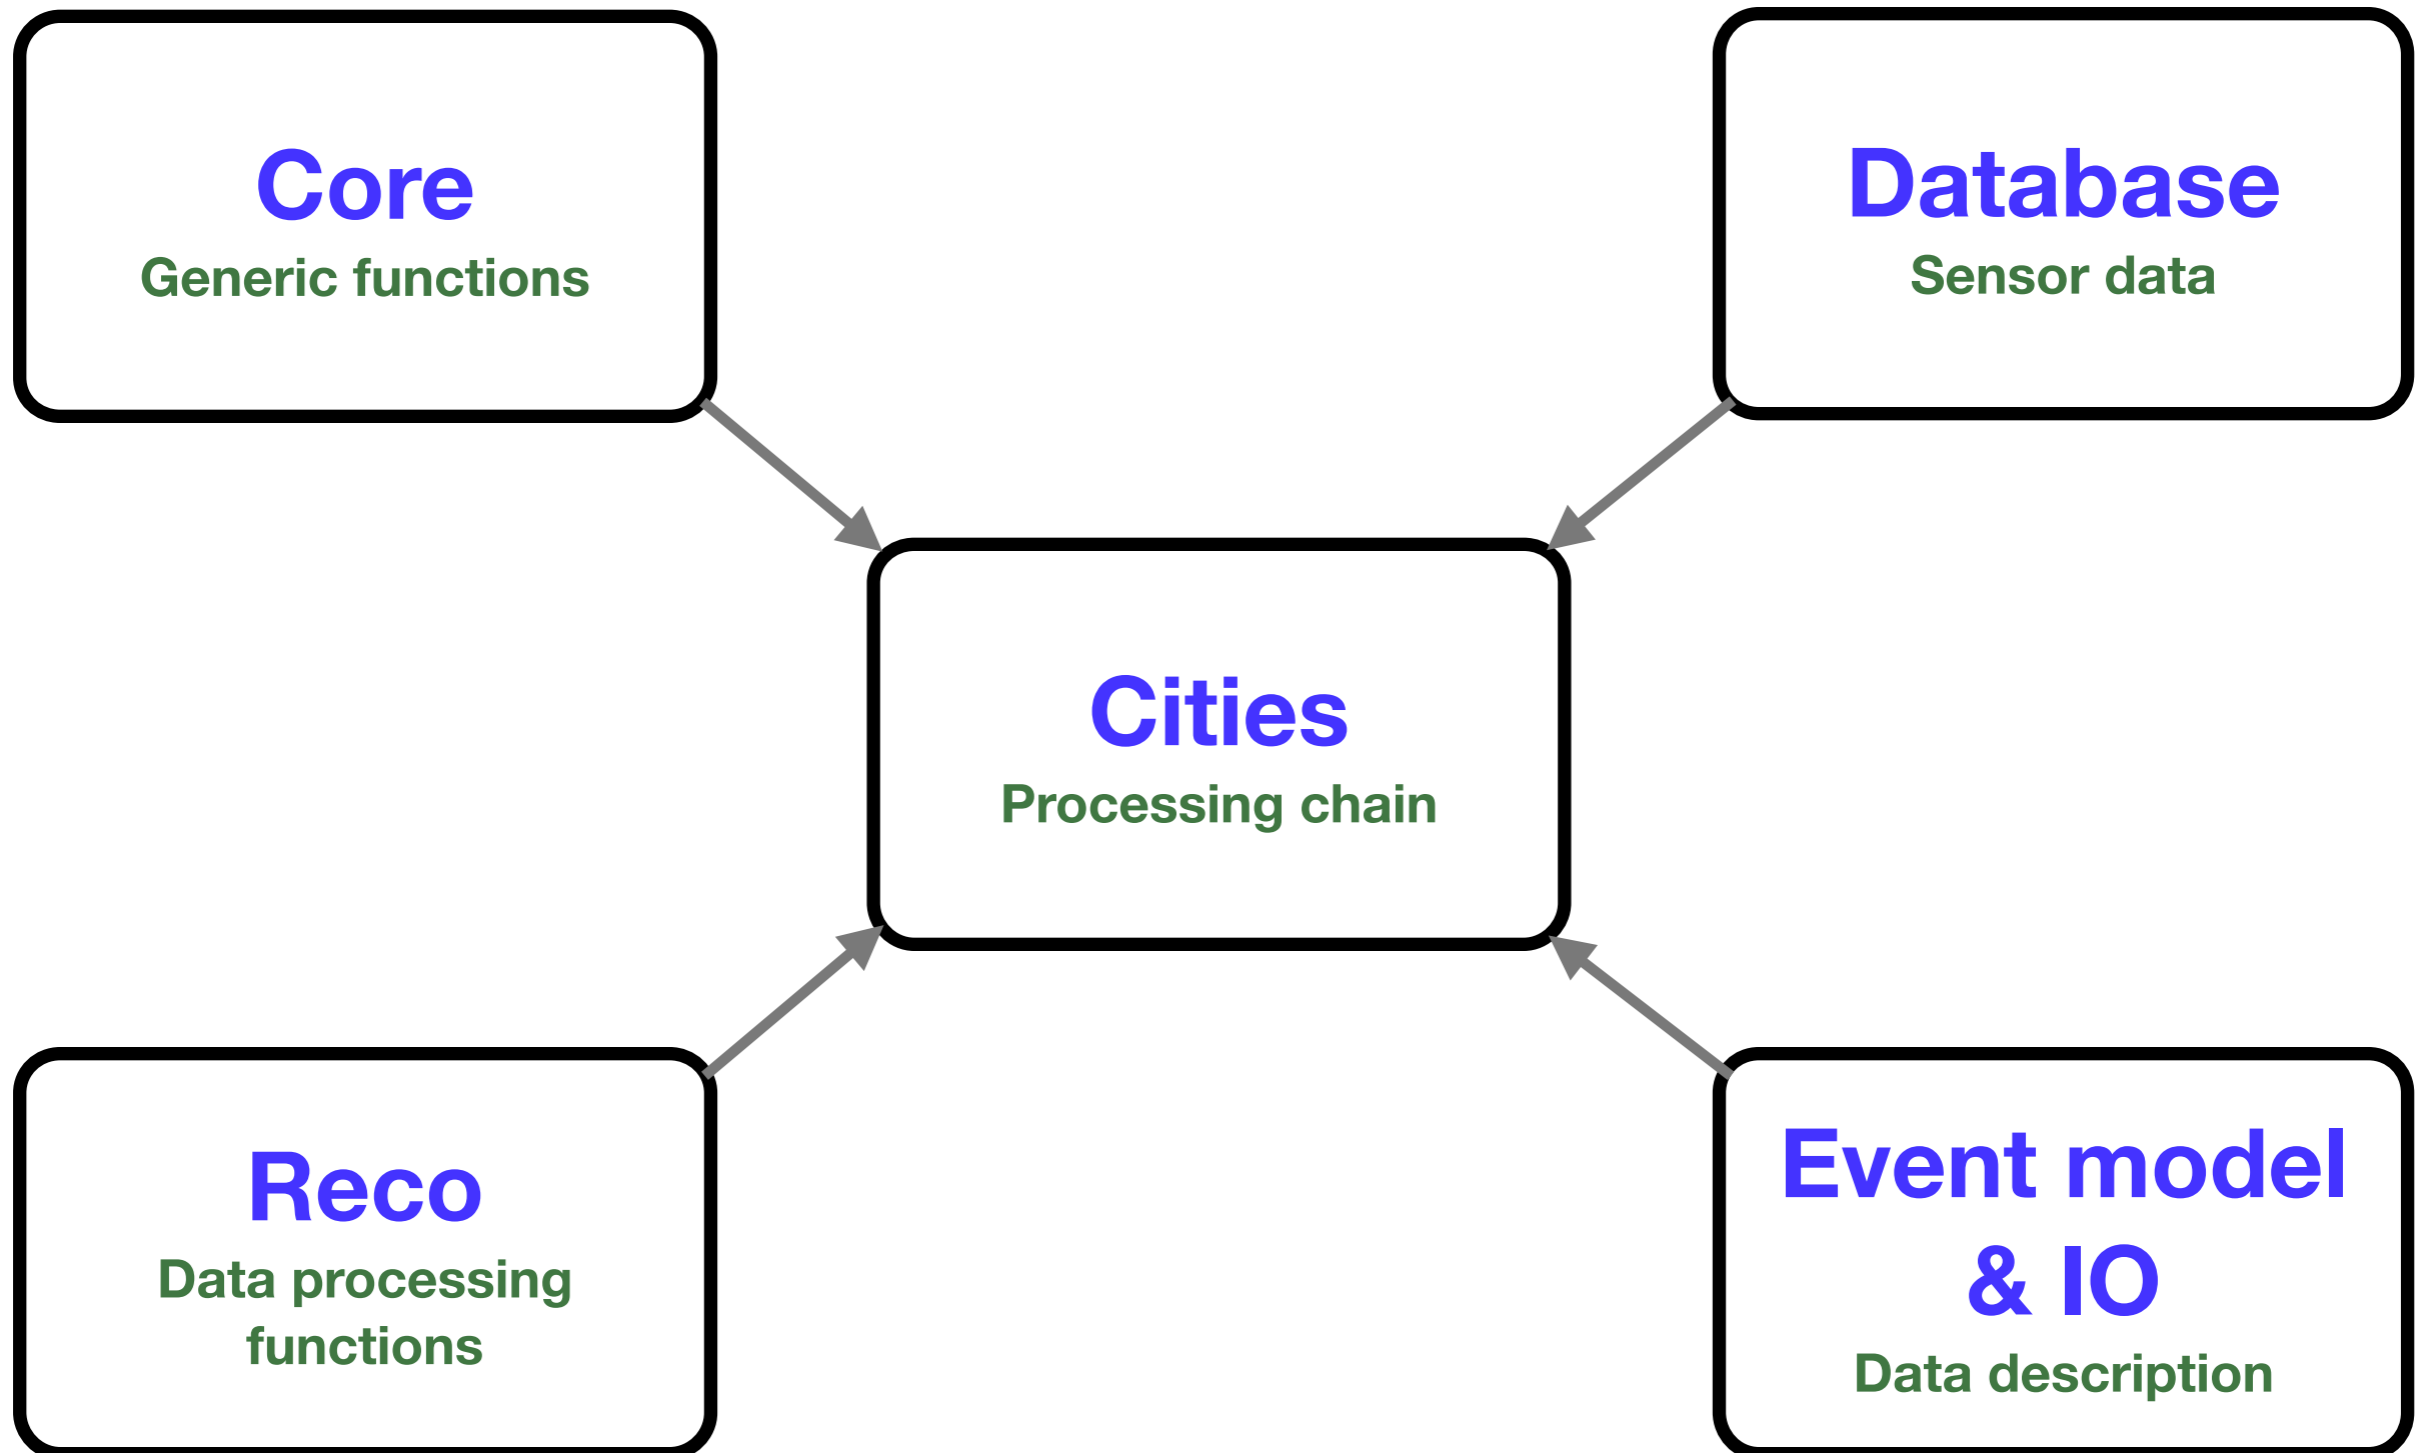 Core
Generic functions
Database
Sensor data
Cities
Processing chain
Reco
Data processing
functions
Event model
& IO
Data description